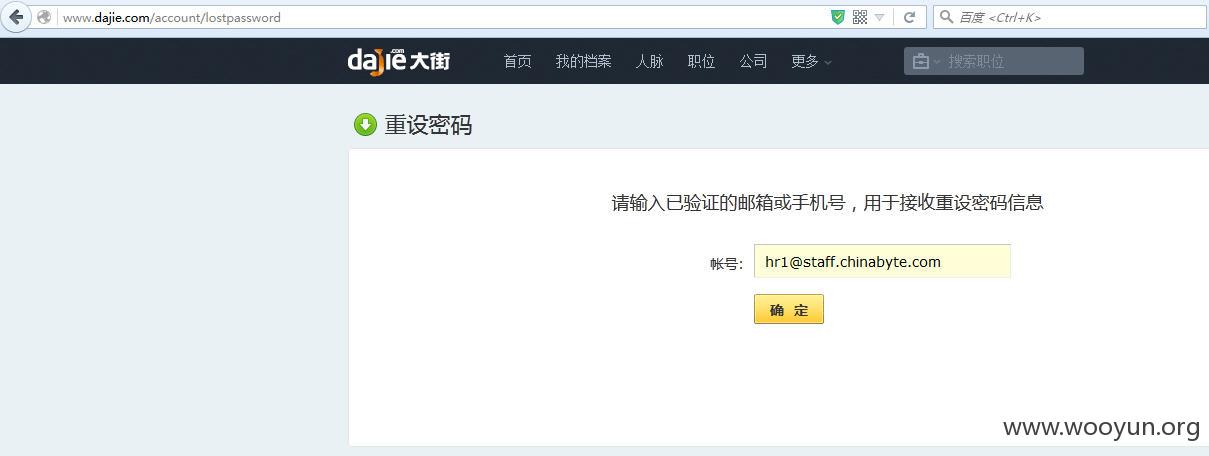 www.dajie.com/account/lostpassword
百度 <Ctrl+K>
dajie.com 大街 首页 我的档案 人脉 职位 公司 更多 搜索职位
重设密码
请输入已验证的邮箱或手机号，用于接收重设密码信息
帐号： hr1@staff.chinabyte.com
确 定
www.wooyun.org